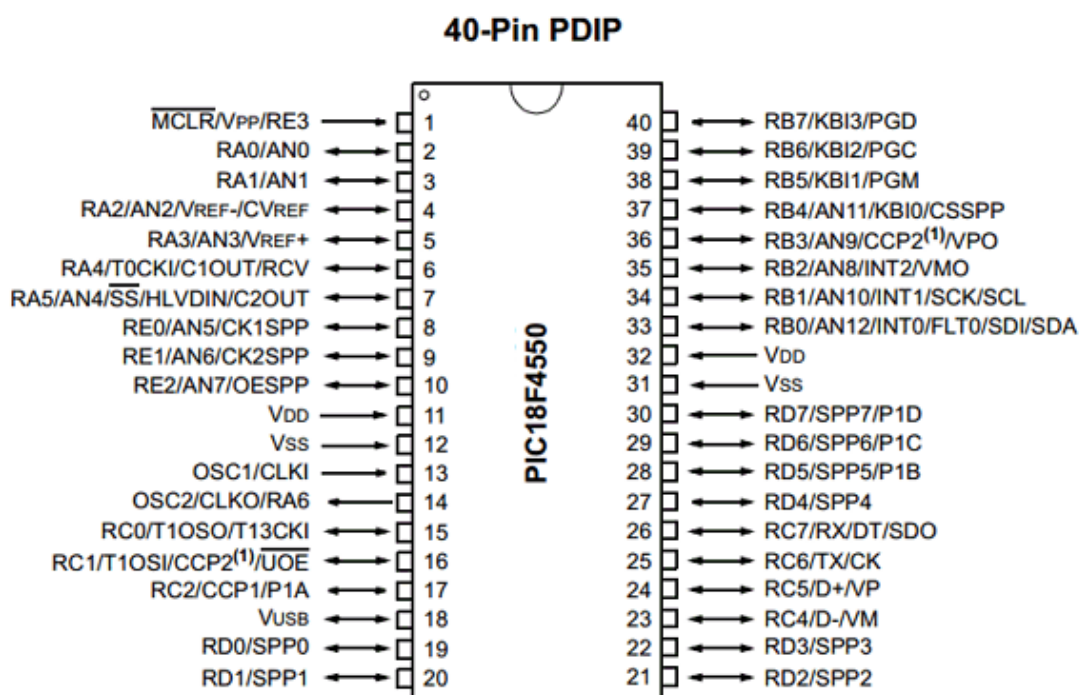 40-Pin PDIP
MCLR/VPP/RE3 1 40 RB7/KBI3/PGD
RA0/AN0 2 39 RB6/KBI2/PGC
RA1/AN1 3 38 RB5/KBI1/PGM
RA2/AN2/VREF-/CVREF 4 37 RB4/AN11/KBI0/CSSPP
RA3/AN3/VREF+ 5 36 RB3/AN9/CCP2(1)/VPO
RA4/T0CKI/C1OUT/RCV 6 35 RB2/AN8/INT2/VMO
RA5/AN4/SS/HLVDIN/C2OUT 7 34 RB1/AN10/INT1/SCK/SCL
RE0/AN5/CK1SPP 8 33 RB0/AN12/INT0/FLT0/SDI/SDA
RE1/AN6/CK2SPP 9 32 VDD
RE2/AN7/OESPP 10 31 VSS
VDD 11 30 RD7/SPP7/P1D
VSS 12 29 RD6/SPP6/P1C
OSC1/CLKI 13 28 RD5/SPP5/P1B
OSC2/CLKO/RA6 14 27 RD4/SPP4
RC0/T1OSO/T13CKI 15 26 RC7/RX/DT/SDO
RC1/T1OSI/CCP2(1)/UOE 16 25 RC6/TX/CK
RC2/CCP1/P1A 17 24 RC5/D+/VP
VUSB 18 23 RC4/D-/VM
RD0/SPP0 19 22 RD3/SPP3
RD1/SPP1 20 21 RD2/SPP2
PIC18F4550